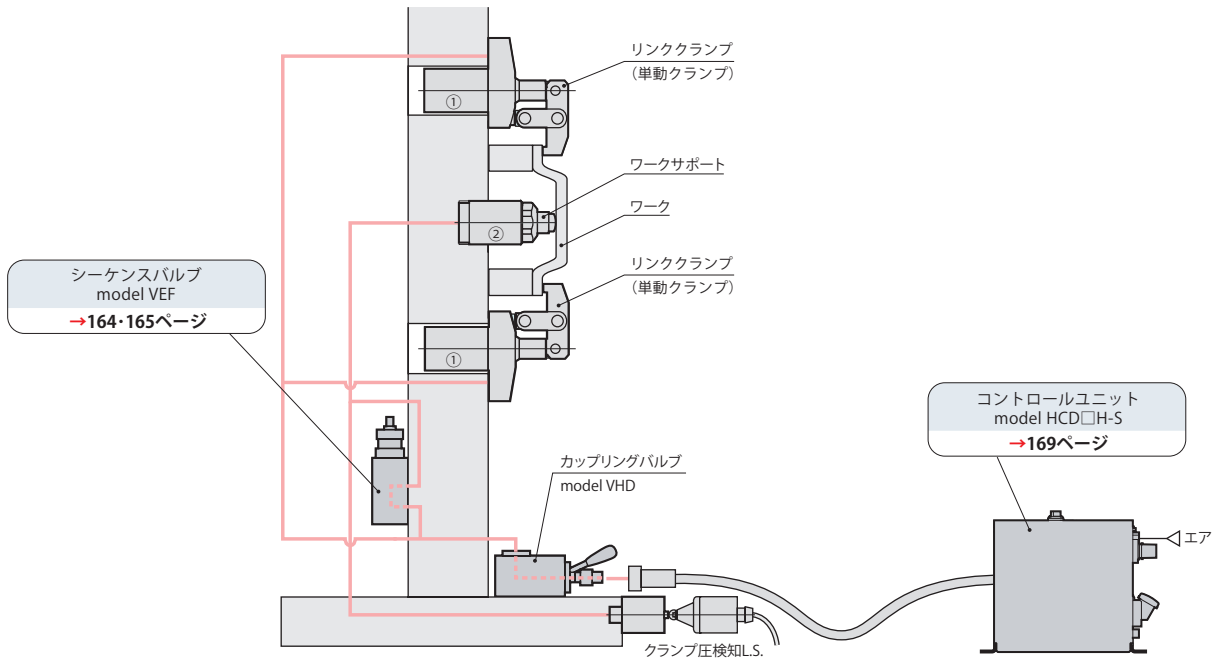 リンククランプ
（単動クランプ）
①
ワークサポート
ワーク
②
リンククランプ
（単動クランプ）
シーケンスバルブ
model VEF
→164・165ページ
①
コントロールユニット
model HCD□H-S
→169ページ
カップリングバルブ
model VHD
エア
クランプ圧検知L.S.